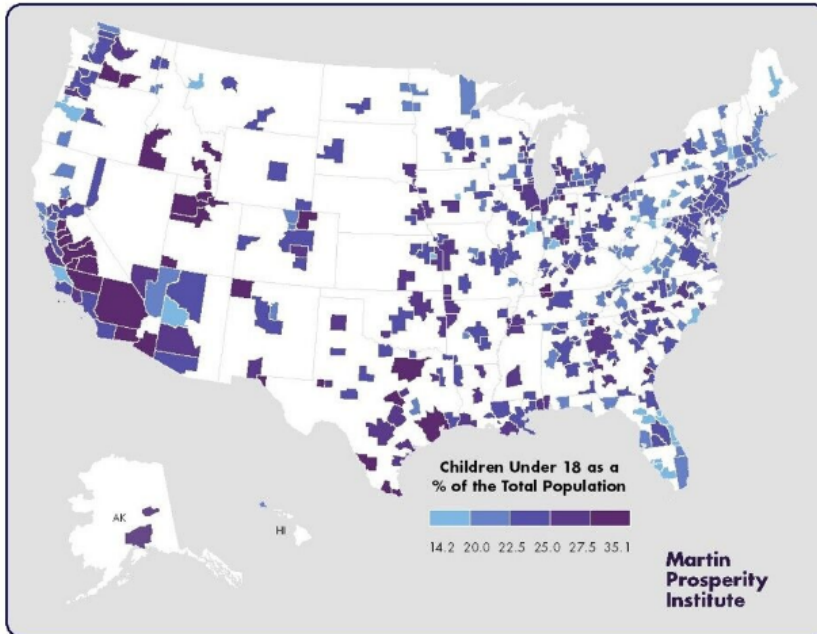 AK
HI
Children Under 18 as a
% of the Total Population
14.2 20.0 22.5 25.0 27.5 35.1
Martin
Prosperity
Institute